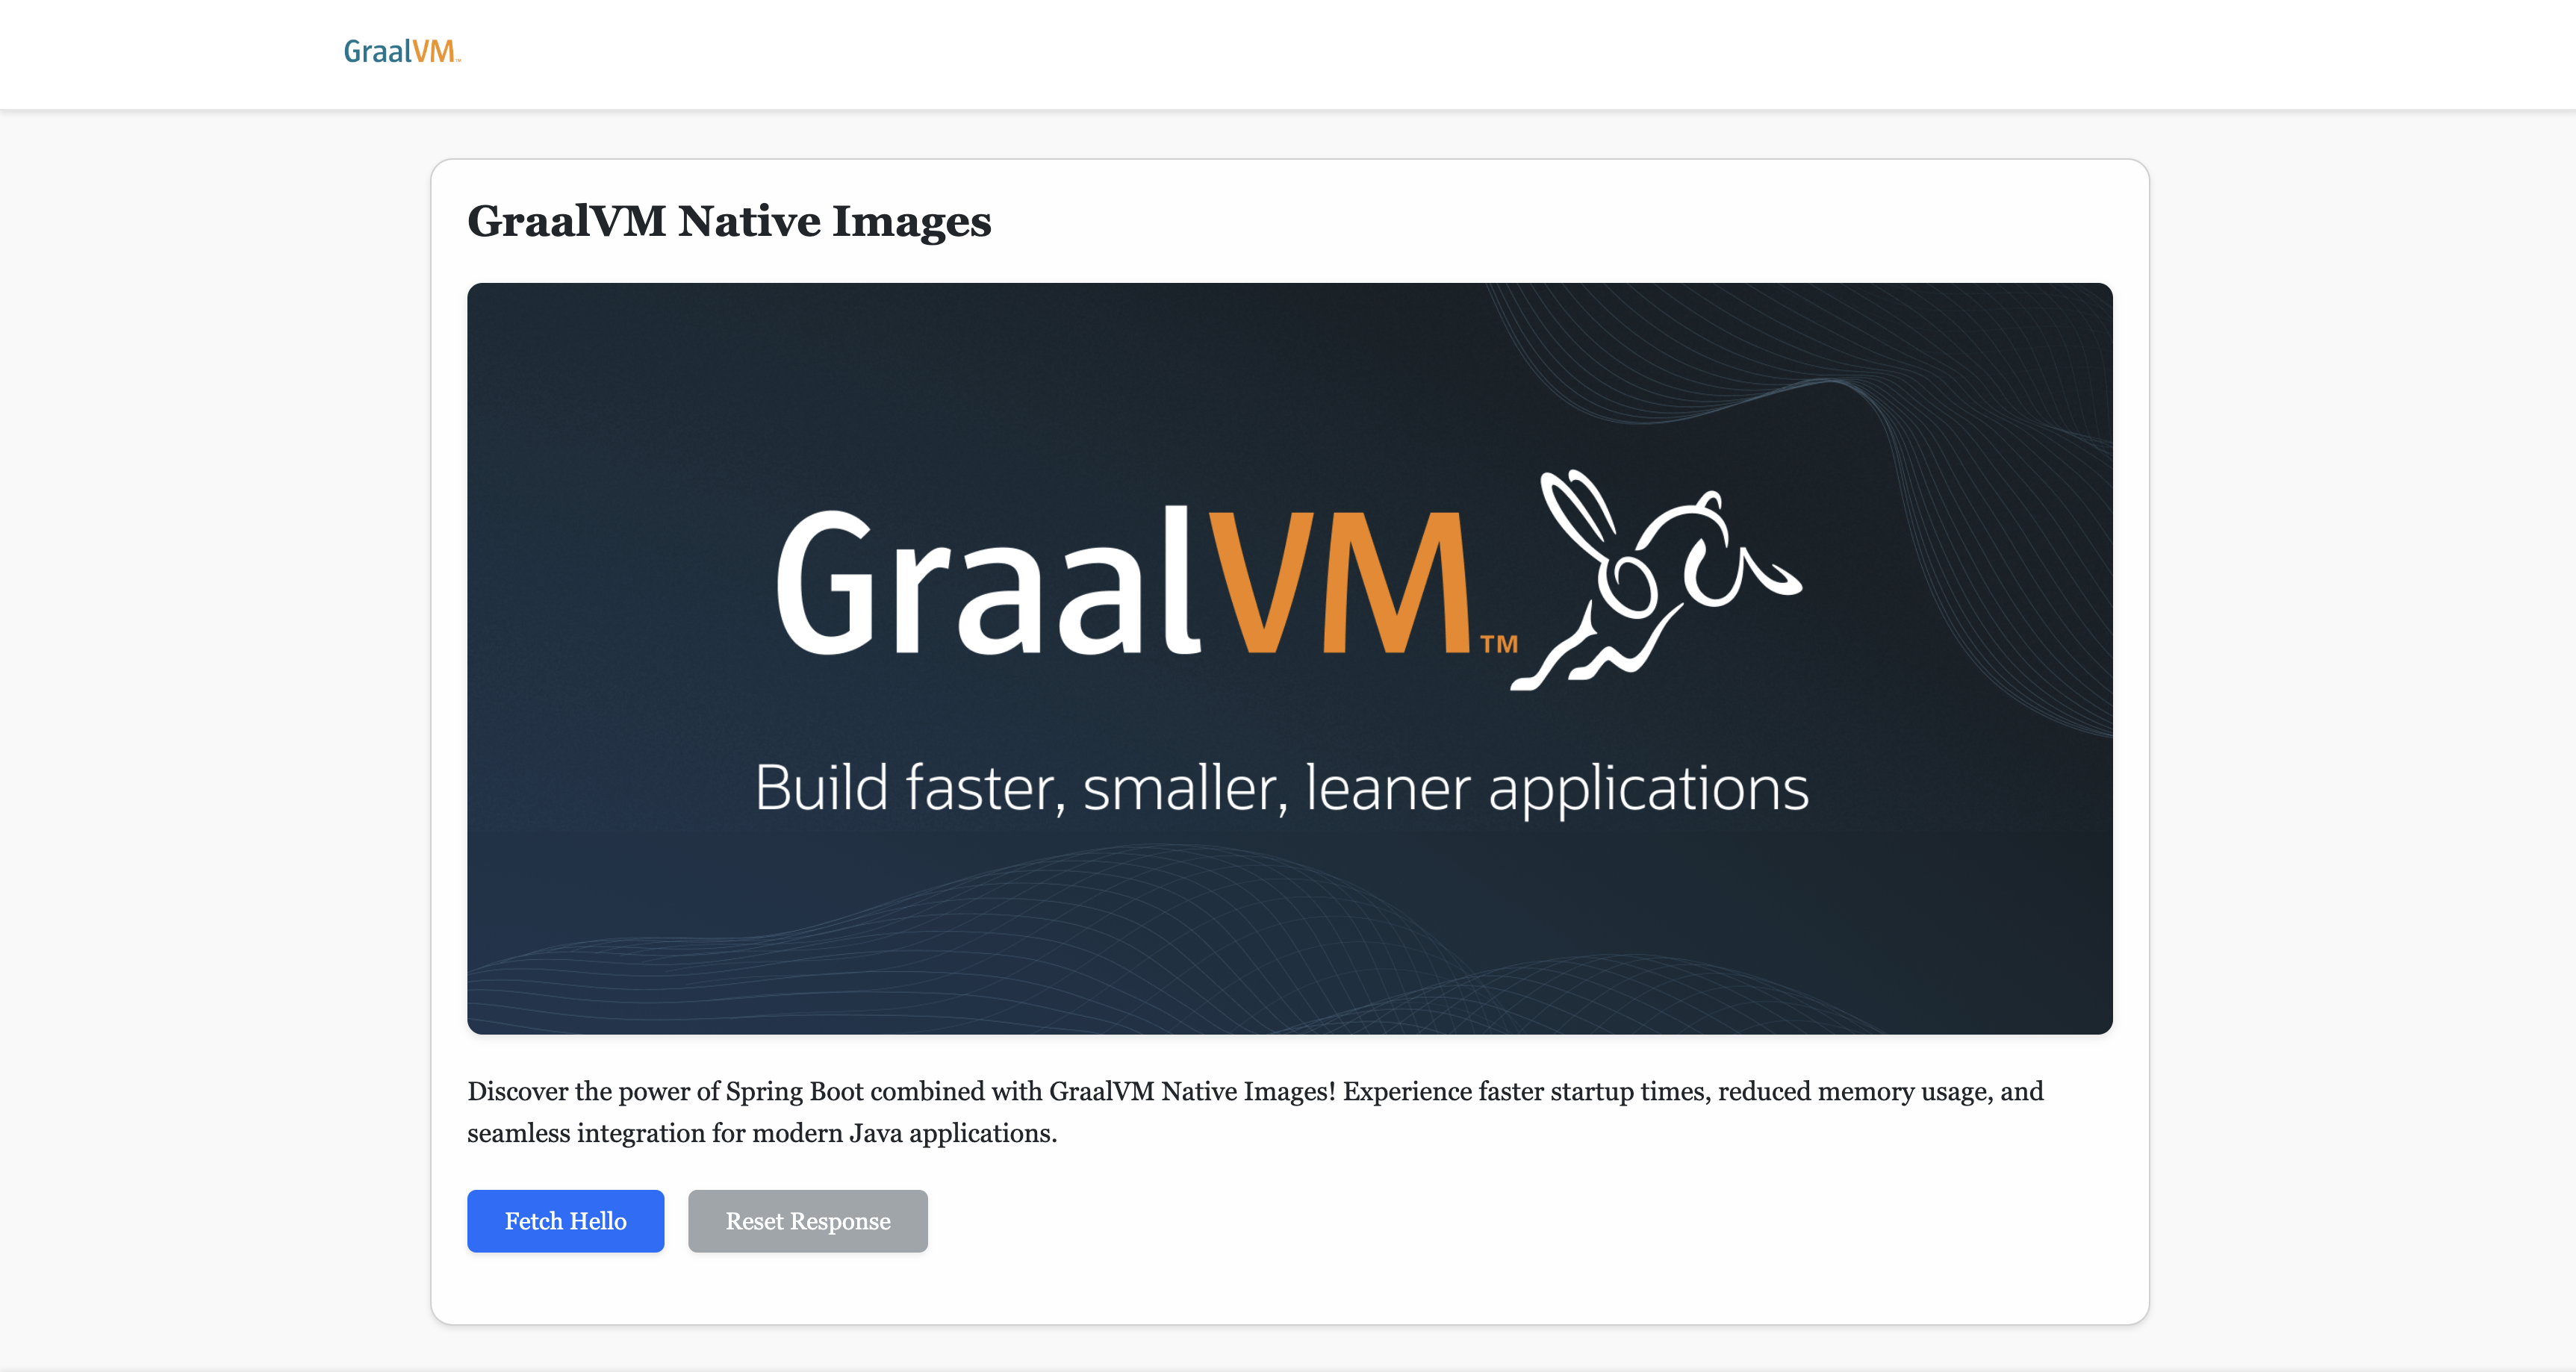 GraalVM™
GraalVM Native Images
GraalVM™
Build faster, smaller, leaner applications
Discover the power of Spring Boot combined with GraalVM Native Images! Experience faster startup times, reduced memory usage, and
seamless integration for modern Java applications.
Fetch Hello
Reset Response